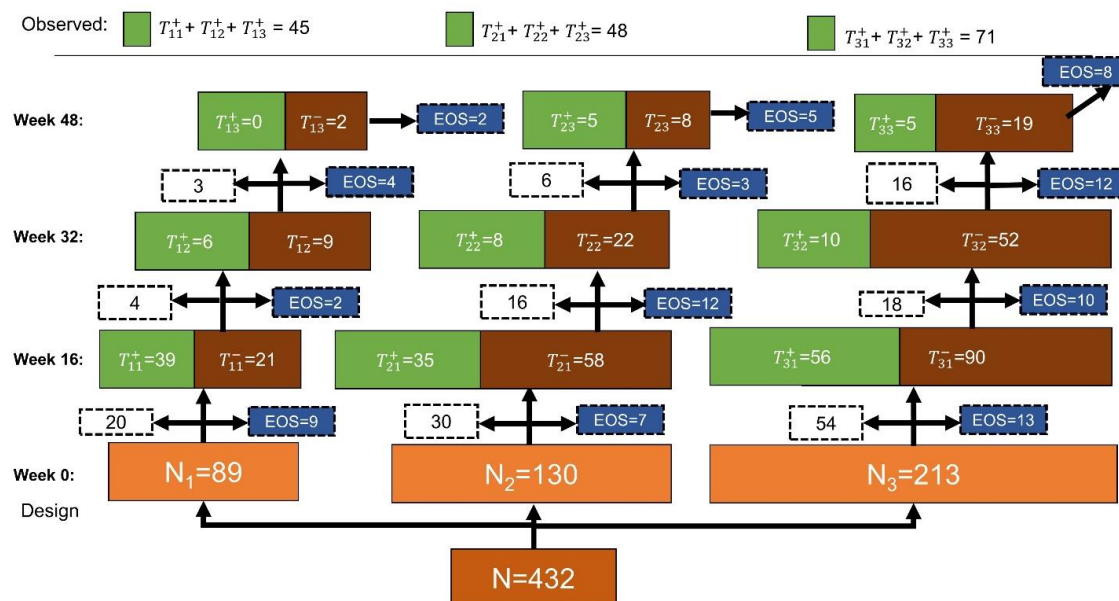 Observed: T₁₁⁺ + T₁₂⁺ + T₁₃⁺ = 45 T₂₁⁺ + T₂₂⁺ + T₂₃⁺ = 48 T₃₁⁺ + T₃₂⁺ + T₃₃⁺ = 71
EOS=8
Week 48: T₁₃⁺=0 T₁₃⁻=2 EOS=2 T₂₃⁺=5 T₂₃⁻=8 EOS=5 T₃₃⁺=5 T₃₃⁻=19
3 EOS=4 6 EOS=3 16 EOS=12
Week 32: T₁₂⁺=6 T₁₂⁻=9 T₂₂⁺=8 T₂₂⁻=22 T₃₂⁺=10 T₃₂⁻=52
4 EOS=2 16 EOS=12 18 EOS=10
Week 16: T₁₁⁺=39 T₁₁⁻=21 T₂₁⁺=35 T₂₁⁻=58 T₃₁⁺=56 T₃₁⁻=90
20 EOS=9 30 EOS=7 54 EOS=13
Week 0: N₁=89 N₂=130 N₃=213
Design
N=432